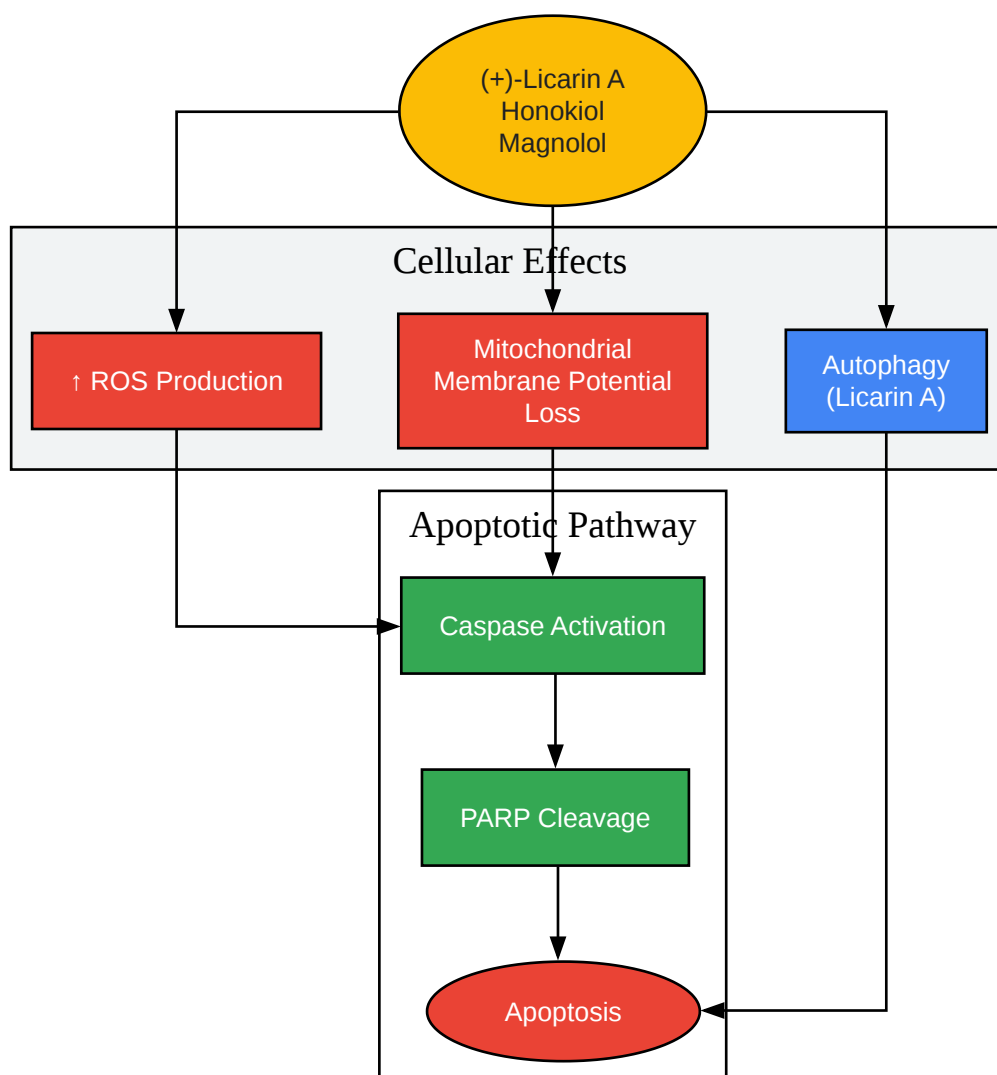 (+)-Licarin A
Honokiol
Magnolol
Cellular Effects
↑ ROS Production
Mitochondrial
Membrane Potential
Loss
Autophagy
(Licarin A)
Apoptotic Pathway
Caspase Activation
PARP Cleavage
Apoptosis